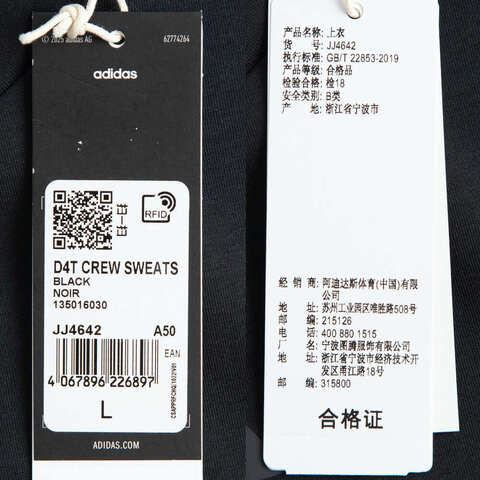 © 2025 adidas AG
62774264
adidas
RFID
D4T CREW SWEATS
BLACK
NOIR
135016030
JJ4642 A50
EAN
4 067896 226897
L
ADIDAS.COM
产品名称: 上衣
货 号: JJ4642
执行标准: GB/T 22853-2019
产品等级: 合格品
检验合格: 检18
安全类别: B类
产 地: 浙江省宁波市
经 销 商: 阿迪达斯体育(中国)有限
公司
地 址: 苏州工业园区唯胜路508号
邮 编: 215126
电 话: 400 880 1515
厂 名: 宁波图腾服饰有限公司
地 址: 浙江省宁波市经济技术开
发区庐山西路18号
邮 编: 315800
合格证